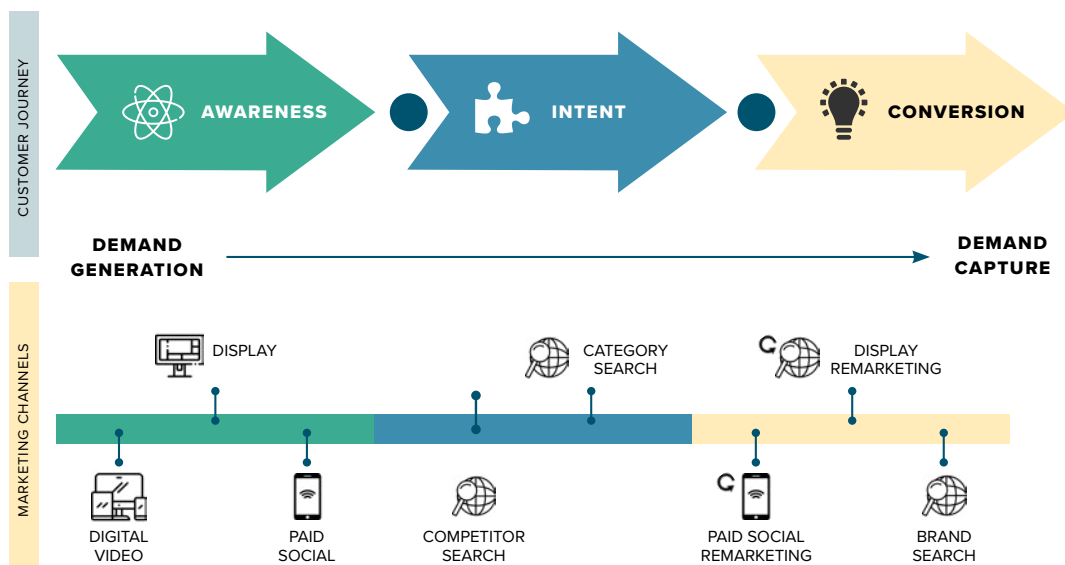 CUSTOMER JOURNEY
AWARENESS
INTENT
CONVERSION
DEMAND
GENERATION
DEMAND
CAPTURE
MARKETING CHANNELS
DISPLAY
CATEGORY
SEARCH
DISPLAY
REMARKETING
DIGITAL
VIDEO
PAID
SOCIAL
COMPETITOR
SEARCH
PAID SOCIAL
REMARKETING
BRAND
SEARCH